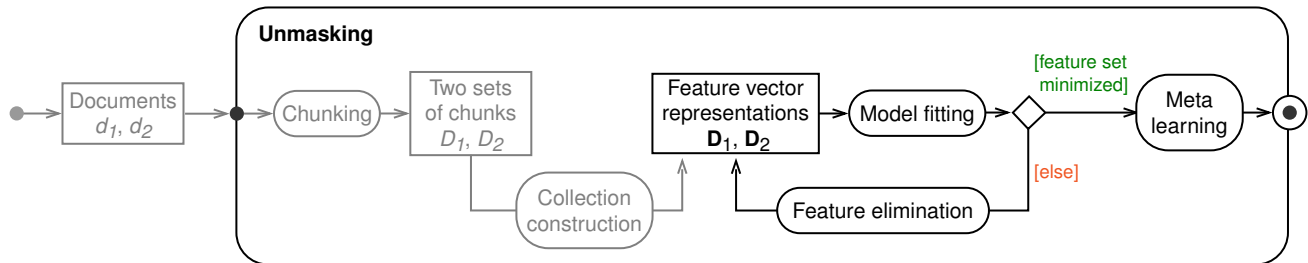 Unmasking
Documents
d1, d2
Chunking
Two sets
of chunks
D1, D2
Collection
construction
Feature vector
representations
D1, D2
Model fitting
[feature set
minimized]
[else]
Feature elimination
Meta
learning